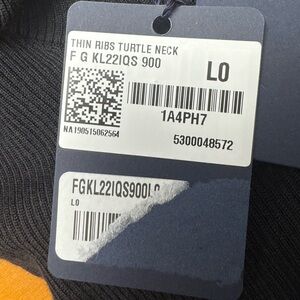 THIN RIBS TURTLE NECK
F G KL22IQS 900
L0
1A4PH7
NA190515062564
5300048572
FGKL22IQS900L0
L0